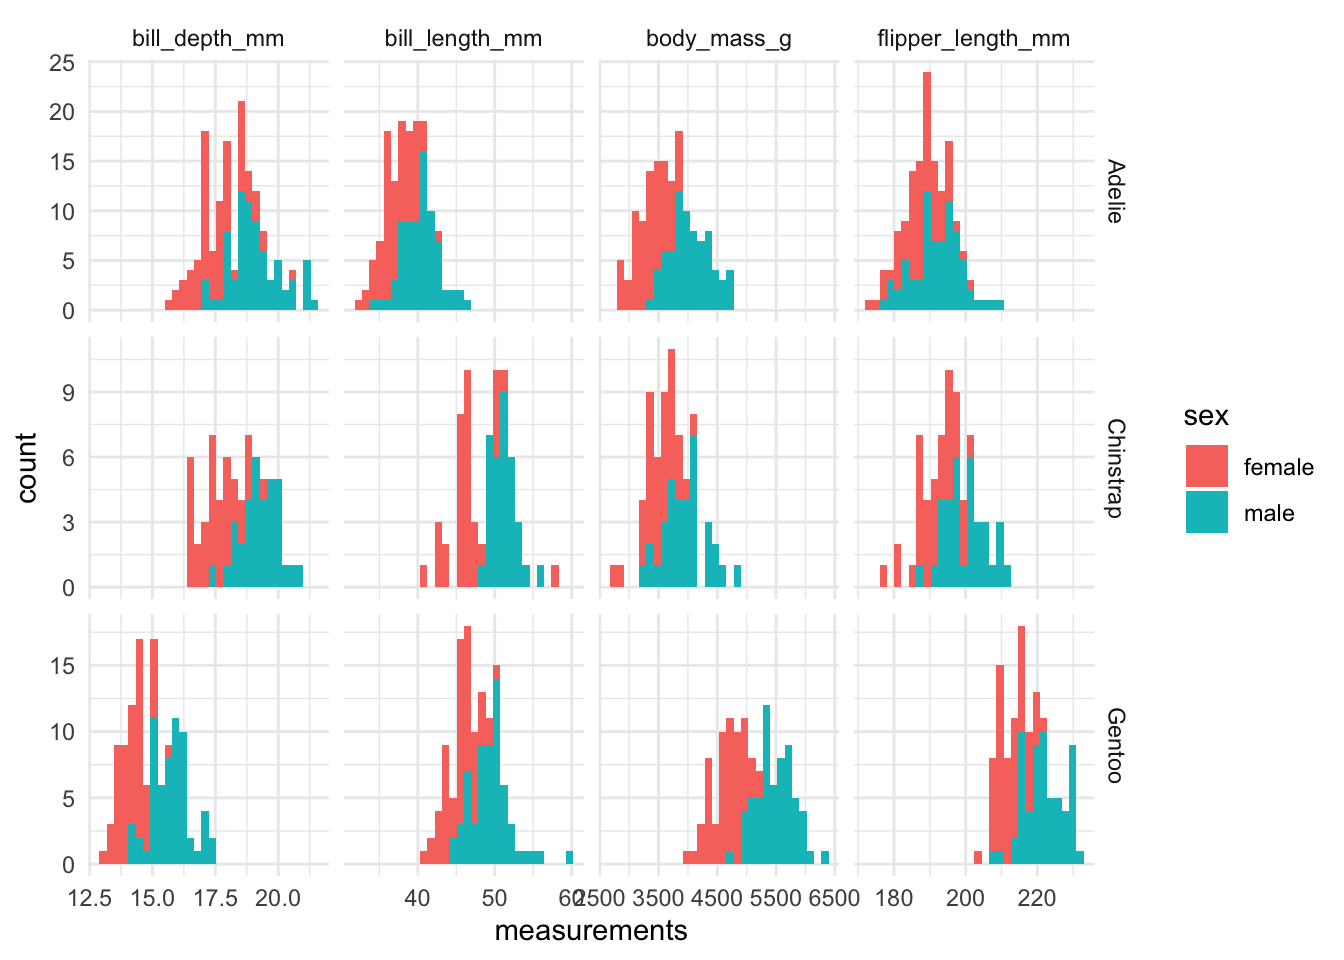 bill_depth_mm bill_length_mm body_mass_g flipper_length_mm
25
20
15
10
5
0
Adelie
9
6
3
0
Chinstrap
15
10
5
0
Gentoo
12.5 15.0 17.5 20.0 40 50 60 2500 3500 4500 5500 6500 180 200 220
measurements
count
sex
female
male